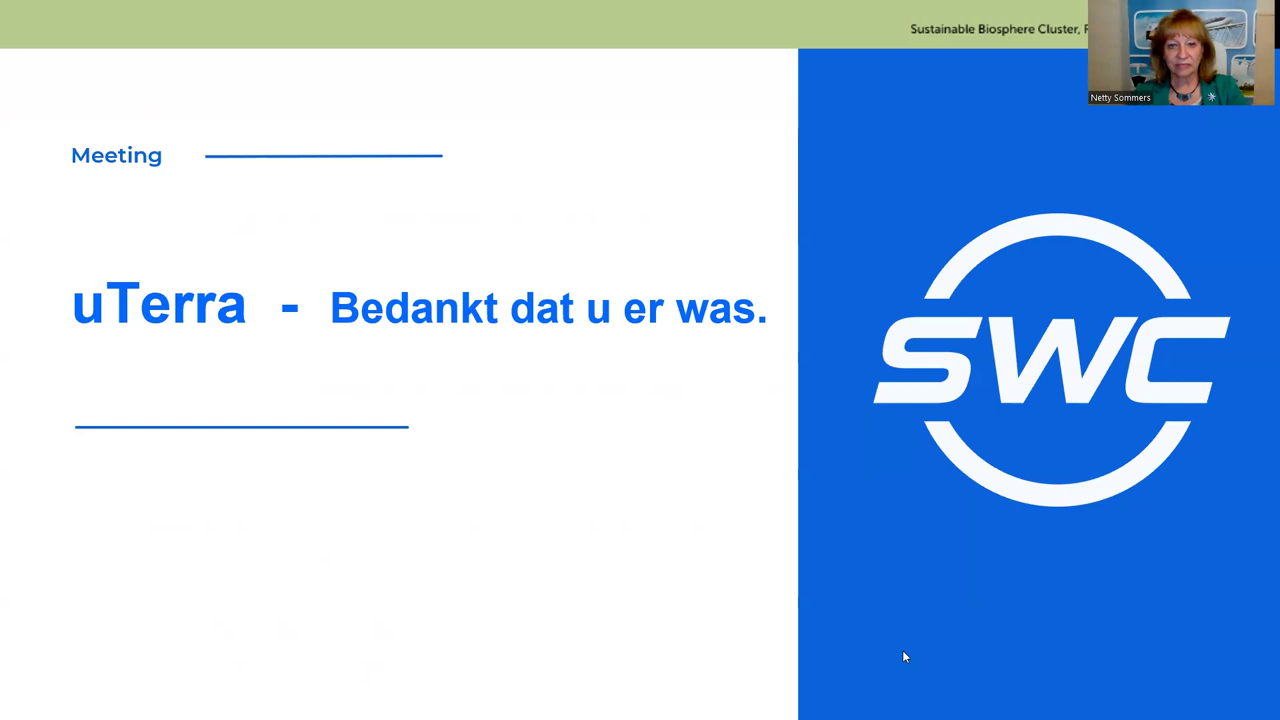 Sustainable Biosphere Cluster,
Netty Sommers
Meeting
uTerra - Bedankt dat u er was.
SWC